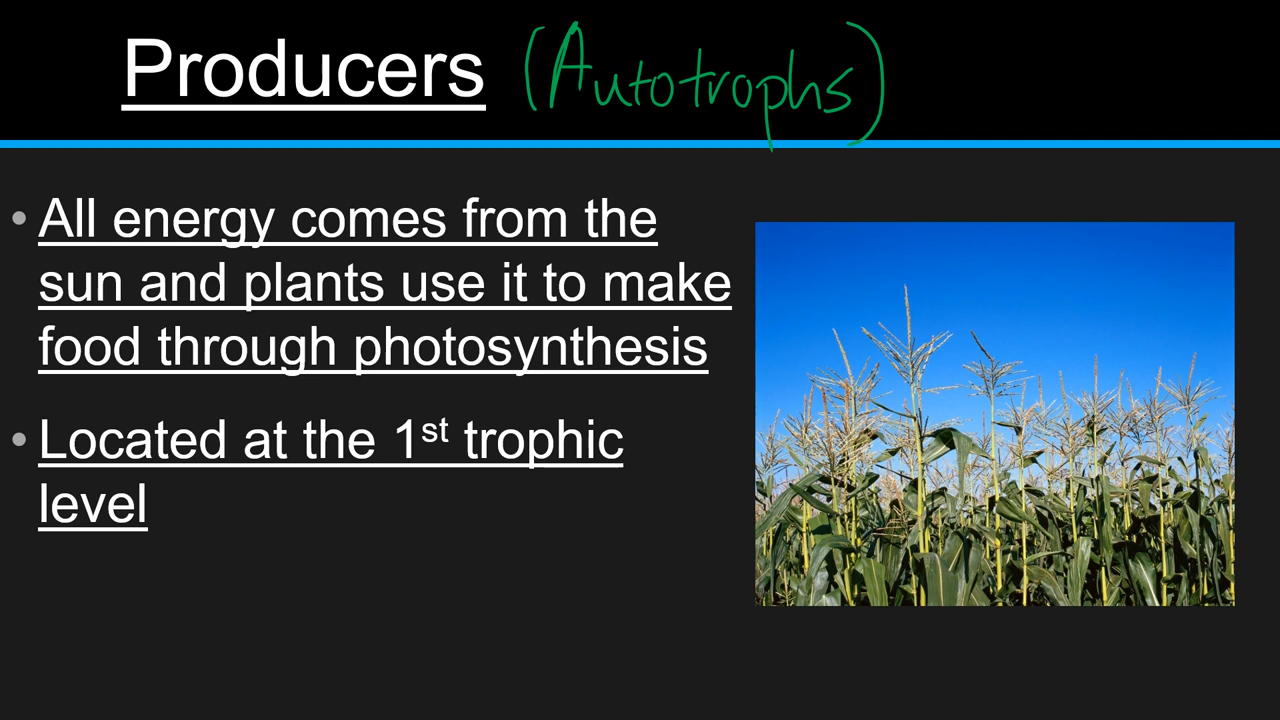 Producers (Autotrophs)
• All energy comes from the
sun and plants use it to make
food through photosynthesis
• Located at the 1st trophic
level